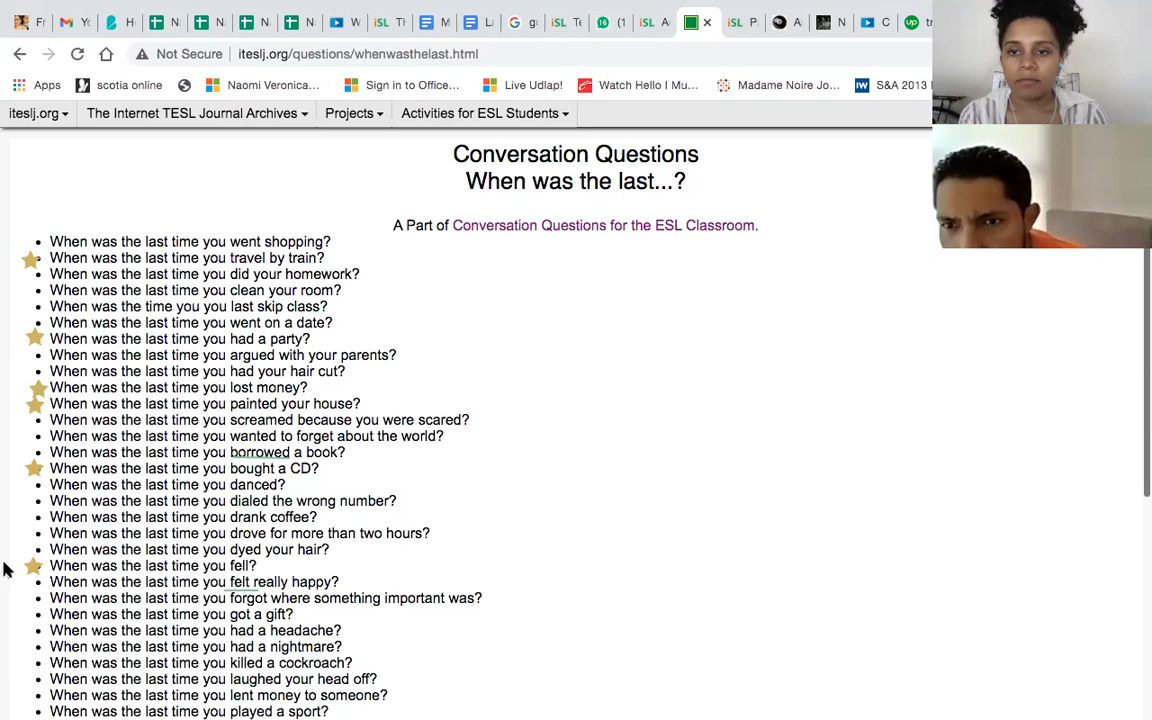 Fr
Yo
H
N
N
N
N
W
iSL Tl
M
La
G g
iSL Te
(1
iSL A
iSL P
A
N
C
up tr
Not Secure iteslj.org/questions/whenwasthelast.html
Apps scotia online Naomi Veronica... Sign in to Office... Live Udlap! Watch Hello I Mu... Madame Noire Jo... S&A 2013
iteslj.org The Internet TESL Journal Archives Projects Activities for ESL Students
Conversation Questions
When was the last...?
A Part of Conversation Questions for the ESL Classroom.
When was the last time you went shopping?
When was the last time you travel by train?
When was the last time you did your homework?
When was the last time you clean your room?
When was the time you you last skip class?
When was the last time you went on a date?
When was the last time you had a party?
When was the last time you argued with your parents?
When was the last time you had your hair cut?
When was the last time you lost money?
When was the last time you painted your house?
When was the last time you screamed because you were scared?
When was the last time you wanted to forget about the world?
When was the last time you borrowed a book?
When was the last time you bought a CD?
When was the last time you danced?
When was the last time you dialed the wrong number?
When was the last time you drank coffee?
When was the last time you drove for more than two hours?
When was the last time you dyed your hair?
When was the last time you fell?
When was the last time you felt really happy?
When was the last time you forgot where something important was?
When was the last time you got a gift?
When was the last time you had a headache?
When was the last time you had a nightmare?
When was the last time you killed a cockroach?
When was the last time you laughed your head off?
When was the last time you lent money to someone?
When was the last time you played a sport?